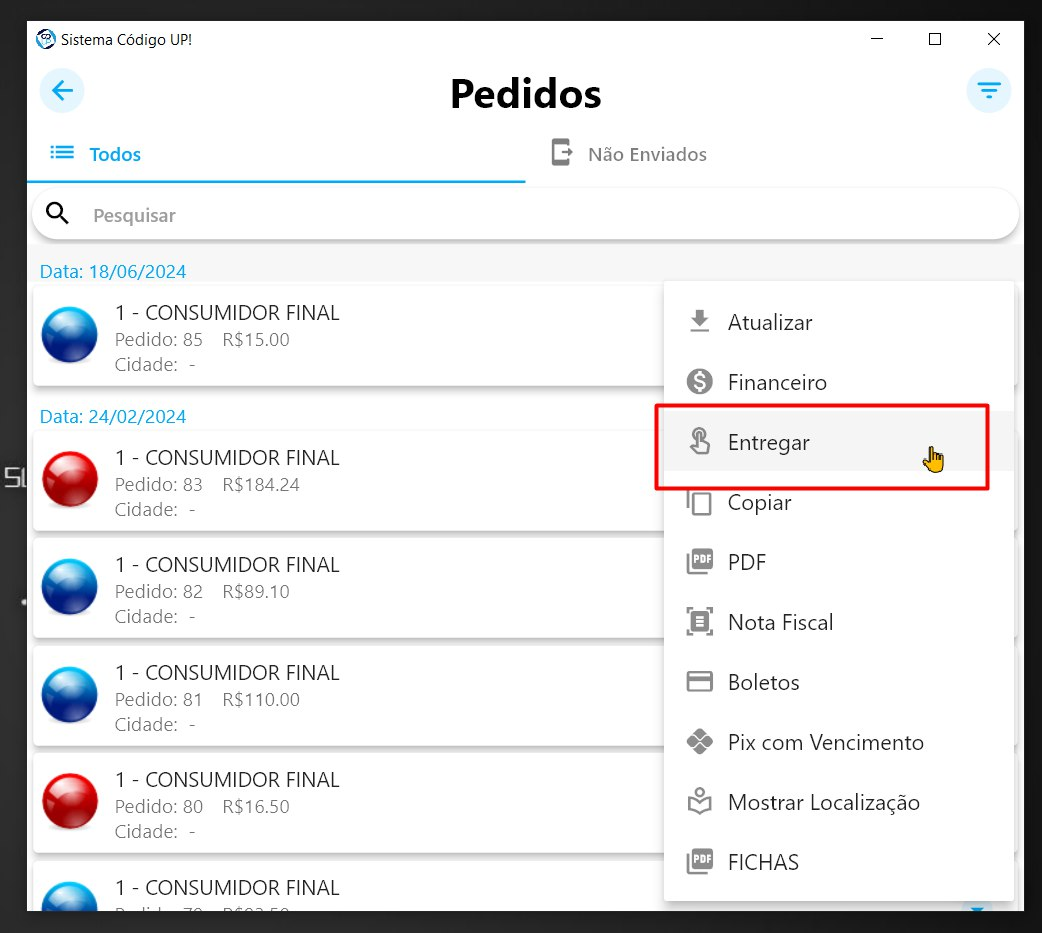 Sistema Código UP!
Pedidos
Todos
Não Enviados
Pesquisar
Data: 18/06/2024
1 - CONSUMIDOR FINAL
Pedido: 85 R$15.00
Cidade: -
Data: 24/02/2024
1 - CONSUMIDOR FINAL
Pedido: 83 R$184.24
Cidade: -
1 - CONSUMIDOR FINAL
Pedido: 82 R$89.10
Cidade: -
1 - CONSUMIDOR FINAL
Pedido: 81 R$110.00
Cidade: -
1 - CONSUMIDOR FINAL
Pedido: 80 R$16.50
Cidade: -
1 - CONSUMIDOR FINAL
Atualizar
Financeiro
Entregar
Copiar
PDF
PDF
Nota Fiscal
Boletos
Pix com Vencimento
Mostrar Localização
PDF
FICHAS